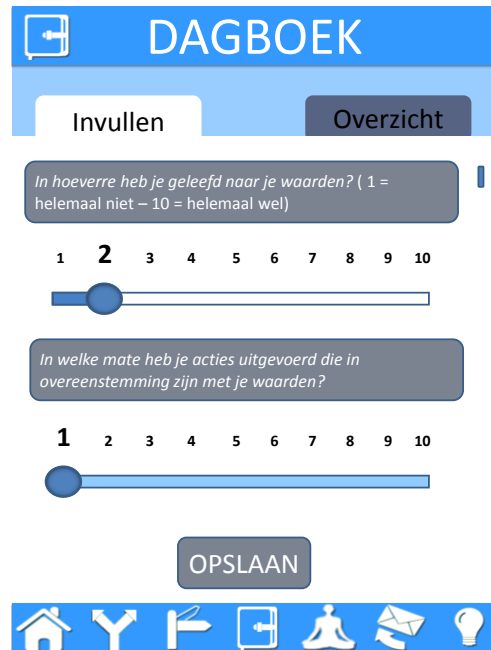 DAGBOEK
Invullen
Overzicht
In hoeverre heb je geleefd naar je waarden? ( 1 =
helemaal niet – 10 = helemaal wel)
1 2 3 4 5 6 7 8 9 10
In welke mate heb je acties uitgevoerd die in
overeenstemming zijn met je waarden?
1 2 3 4 5 6 7 8 9 10
OPSLAAN